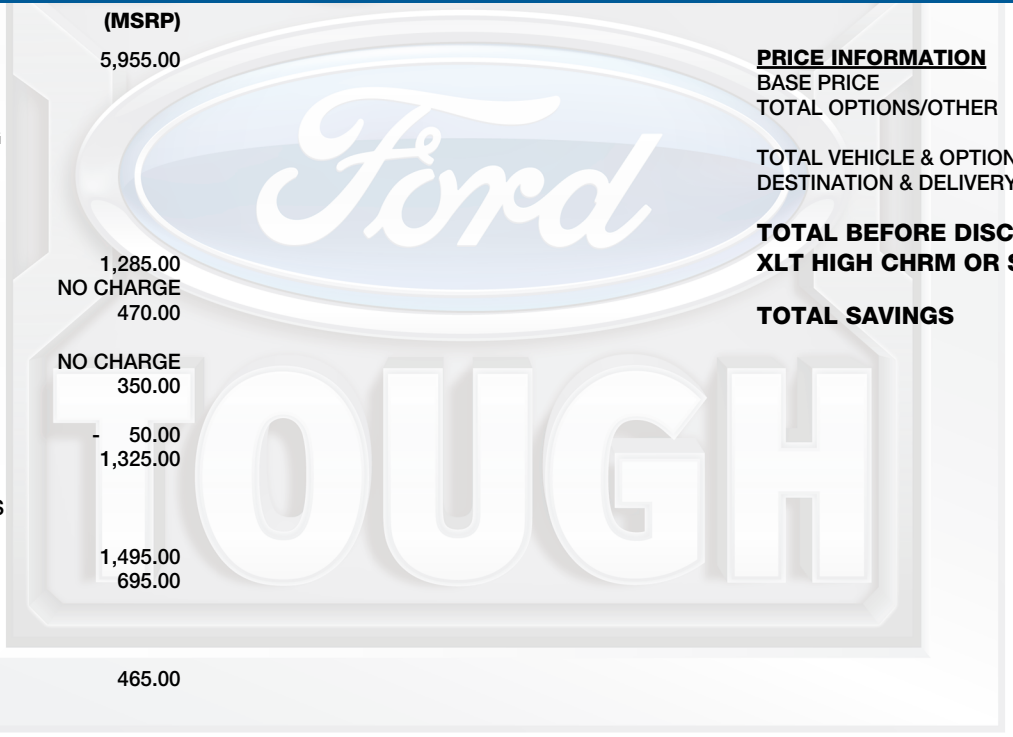 (MSRP)
5,955.00
1,285.00
NO CHARGE
470.00
NO CHARGE
350.00
- 50.00
1,325.00
S
1,495.00
695.00
465.00
PRICE INFORMATION
BASE PRICE
TOTAL OPTIONS/OTHER
TOTAL VEHICLE & OPTION
DESTINATION & DELIVERY
TOTAL BEFORE DISC
XLT HIGH CHRM OR S
TOTAL SAVINGS
Ford
TOUGH